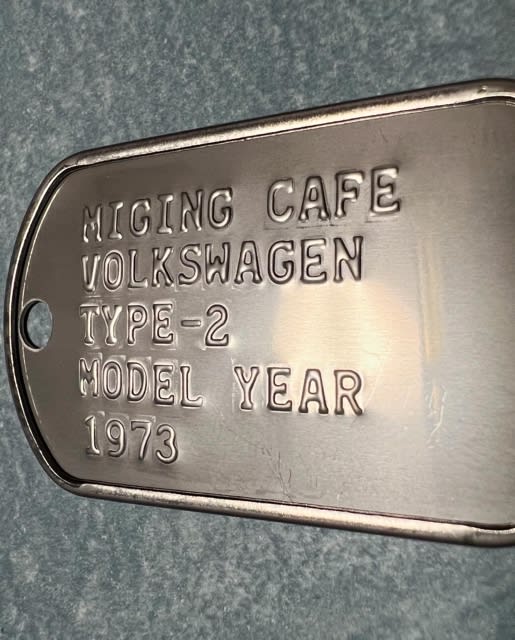 MIGING CAFE
VOLKSWAGEN
TYPE-2
MODEL YEAR
1973